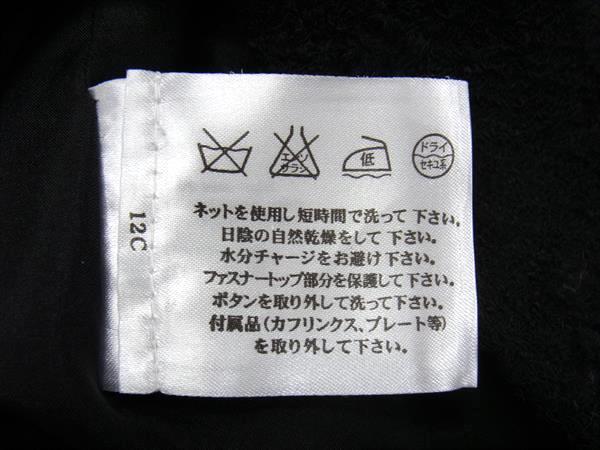 エンソ
サラシ
低
ドライ
セキユ系
ネットを使用し短時間で洗って下さい。
日陰の自然乾燥をして下さい。
水分チャージをお避け下さい。
ファスナートップ部分を保護して下さい。
ボタンを取り外して洗って下さい。
付属品(カフリンクス、プレート等)
を取り外して下さい。
12C